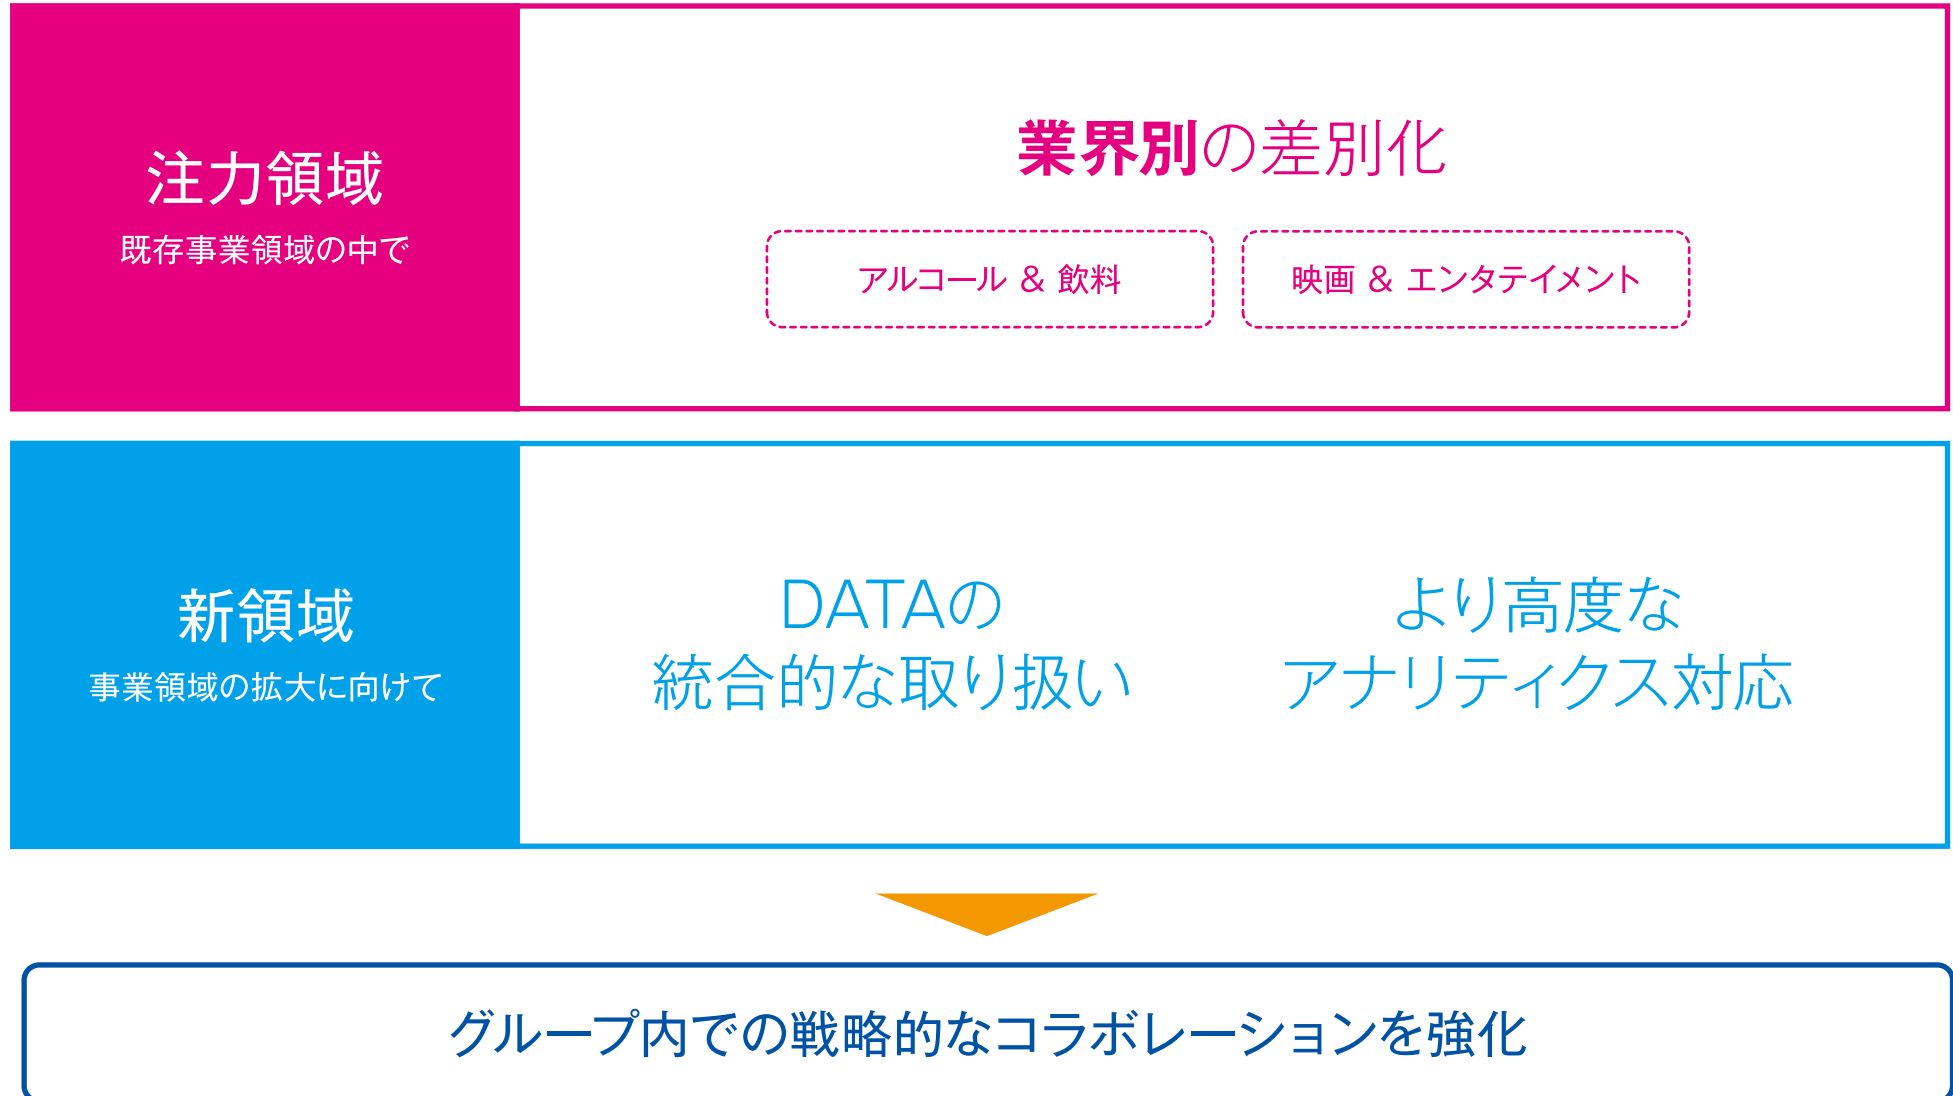 注力領域
既存事業領域の中で
業界別の差別化
アルコール & 飲料
映画 & エンタテイメント
新領域
事業領域の拡大に向けて
DATAの
統合的な取り扱い
より高度な
アナリティクス対応
グループ内での戦略的なコラボレーションを強化